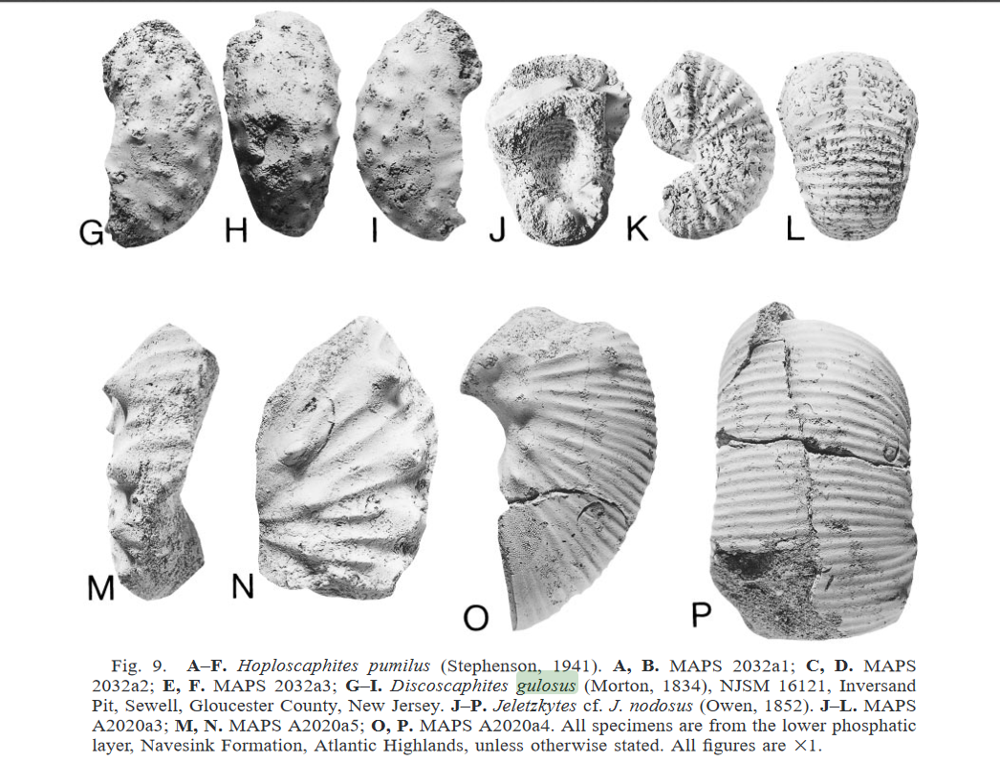 G H I J K L
M N O P
Fig. 9. A–F. Hoploscaphites pumilus (Stephenson, 1941). A, B. MAPS 2032a1; C, D. MAPS
2032a2; E, F. MAPS 2032a3; G–I. Discoscaphites gulosus (Morton, 1834), NJSM 16121, Inversand
Pit, Sewell, Gloucester County, New Jersey. J–P. Jeletzkytes cf. J. nodosus (Owen, 1852). J–L. MAPS
A2020a3; M, N. MAPS A2020a5; O, P. MAPS A2020a4. All specimens are from the lower phosphatic
layer, Navesink Formation, Atlantic Highlands, unless otherwise stated. All figures are ×1.